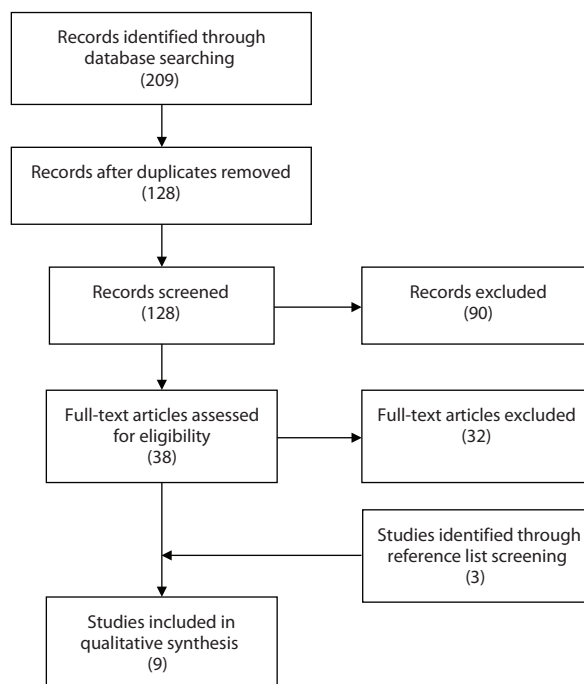 Records identified through
database searching
(209)
Records after duplicates removed
(128)
Records screened
(128)
Records excluded
(90)
Full-text articles assessed
for eligibility
(38)
Full-text articles excluded
(32)
Studies identified through
reference list screening
(3)
Studies included in
qualitative synthesis
(9)